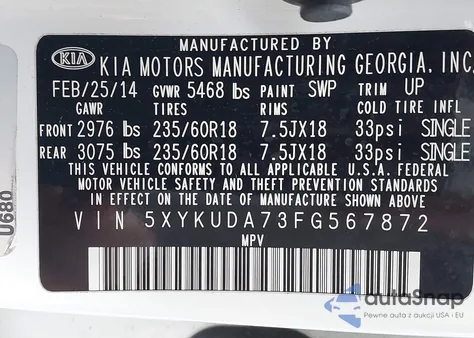 MANUFACTURED BY
KIA KIA MOTORS MANUFACTURING GEORGIA, INC.
FEB/25/14 GVWR 5468 lbs PAINT SWP TRIM UP
GAWR TIRES RIMS COLD TIRE INFL
FRONT 2976 lbs 235/60R18 7.5JX18 33psi SINGLE
REAR 3075 lbs 235/60R18 7.5JX18 33psi SINGLE
THIS VEHICLE CONFORMS TO ALL APPLICABLE U.S.A. FEDERAL
MOTOR VEHICLE SAFETY AND THEFT PREVENTION STANDARDS
IN EFFECT ON THE DATE OF MANUFACTURE SHOWN ABOVE.
VIN 5XYKUDA73FG567872
MPV
U680
autoSnap
Pewne auta z aukcji USA i EU